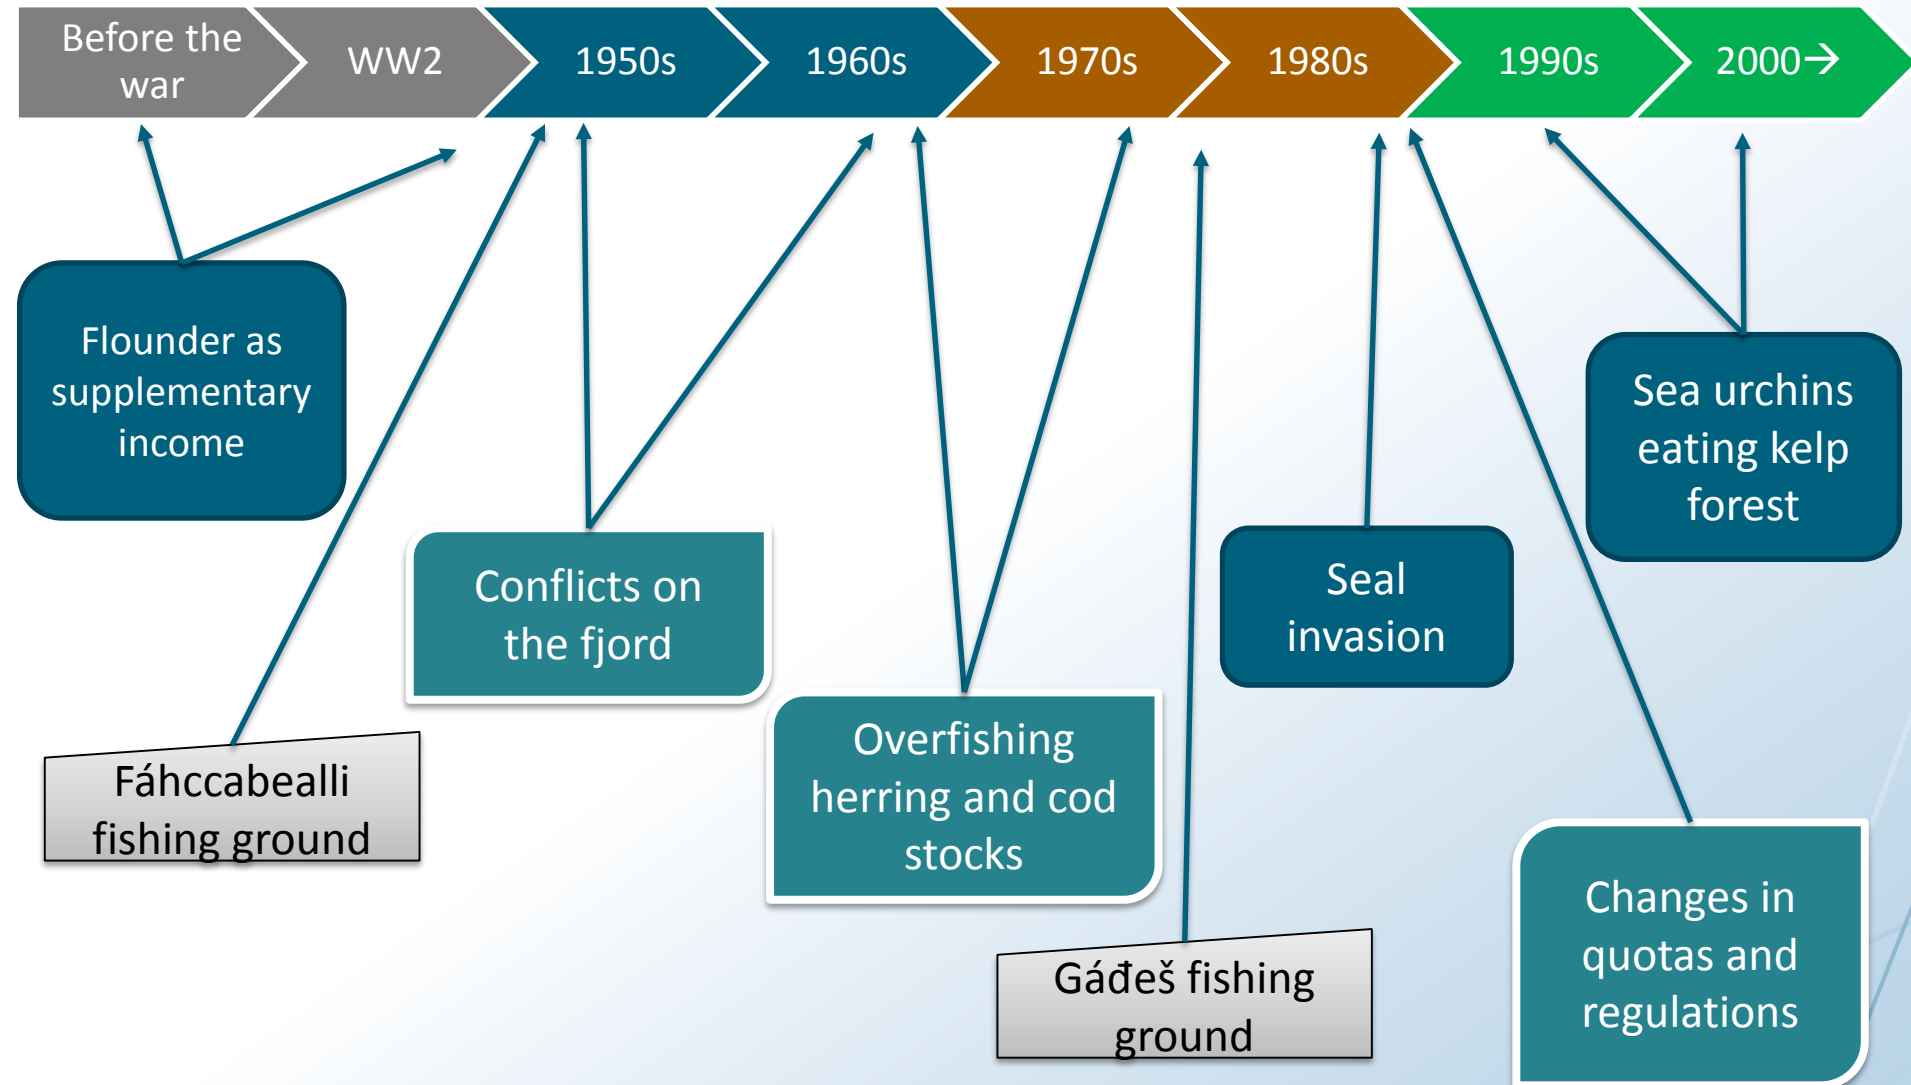 Before the
war
WW2
1950s
1960s
1970s
1980s
1990s
2000→
Flounder as
supplementary
income
Sea urchins
eating kelp
forest
Conflicts on
the fjord
Seal
invasion
Overfishing
herring and cod
stocks
Fáhccabealli
fishing ground
Changes in
quotas and
regulations
Gáđeš fishing
ground